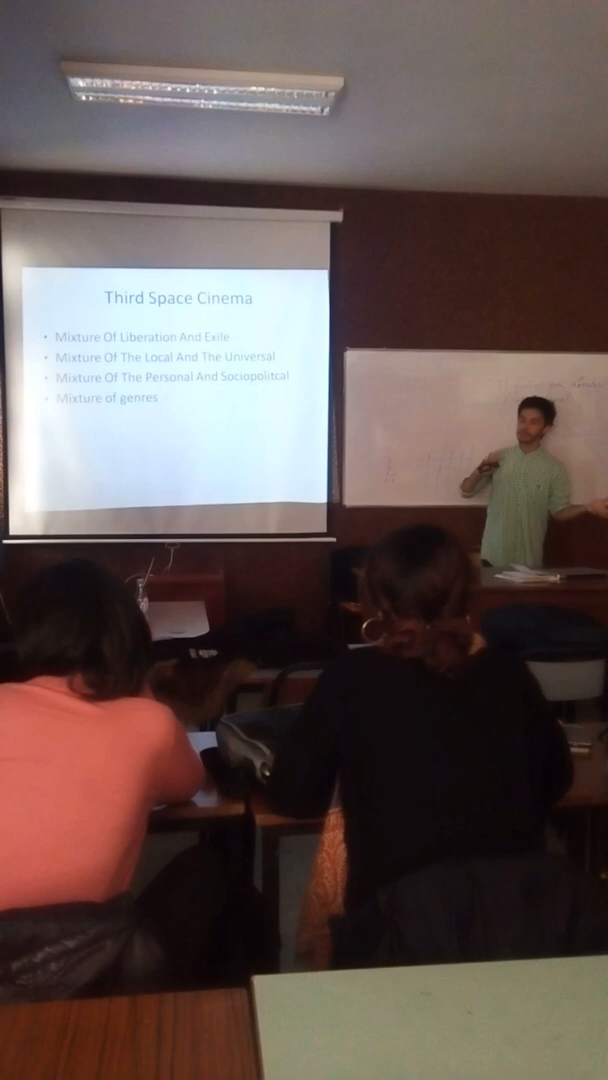 Third Space Cinema
• Mixture Of Liberation And Exile
• Mixture Of The Local And The Universal
• Mixture Of The Personal And Sociopolitcal
• Mixture of genres